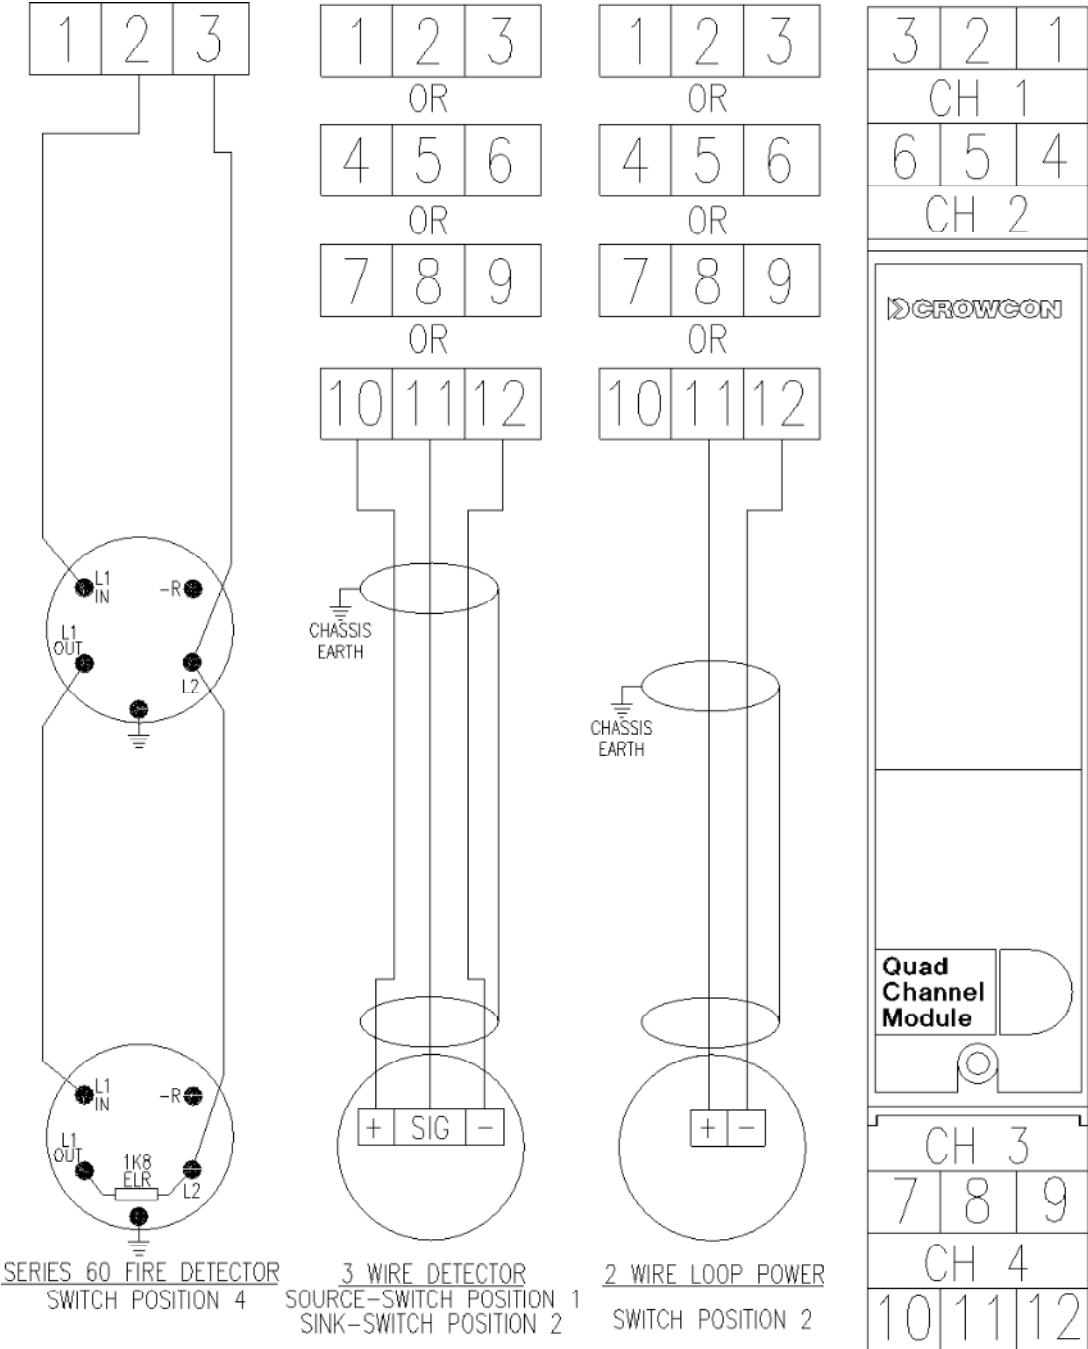 1 2 3
L1
IN
-R
L1
OUT
L2
L1
IN
-R
L1
OUT
1K8
ELR
L2
SERIES 60 FIRE DETECTOR
SWITCH POSITION 4
1 2 3
OR
4 5 6
OR
7 8 9
OR
10 11 12
CHASSIS
EARTH
+ SIG -
3 WIRE DETECTOR
SOURCE-SWITCH POSITION 1
SINK-SWITCH POSITION 2
1 2 3
OR
4 5 6
OR
7 8 9
OR
10 11 12
CHASSIS
EARTH
+ -
2 WIRE LOOP POWER
SWITCH POSITION 2
3 2 1
CH 1
6 5 4
CH 2
CROWCON
Quad
Channel
Module
CH 3
7 8 9
CH 4
10 11 12